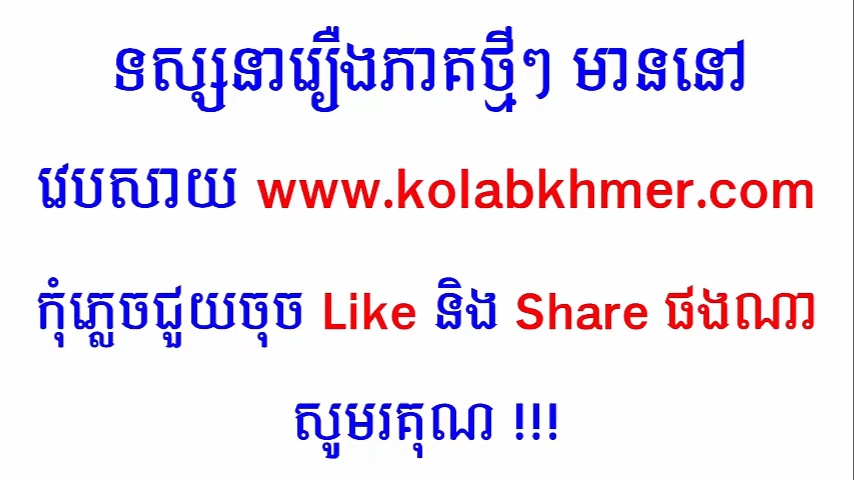 ទស្សនារឿងភាគថ្មីៗ មាននៅ
វេបសាយ www.kolabkhmer.com
កុំភ្លេចជួយចុច Like និង Share ផងណា
សូមរគុណ !!!